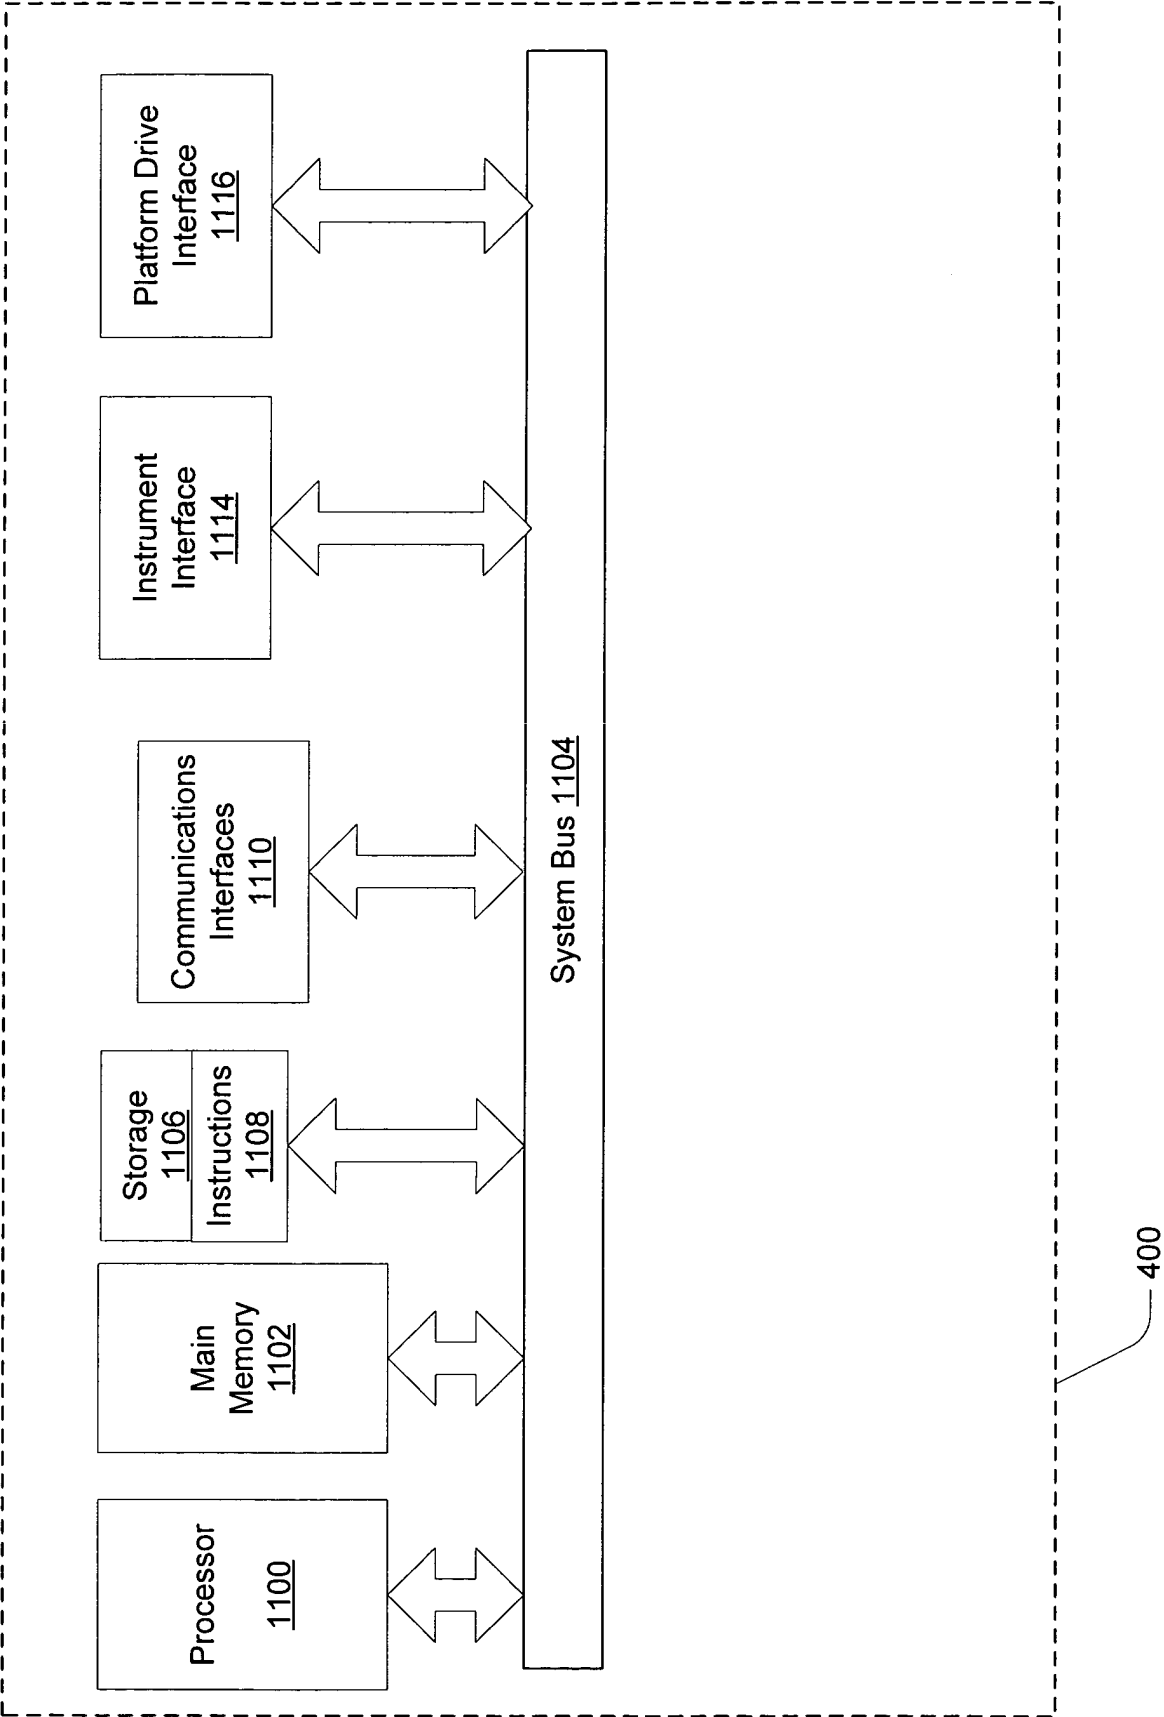 Processor
1100
Main
Memory
1102
Storage
1106
Instructions
1108
Communications
Interfaces
1110
Instrument
Interface
1114
Platform Drive
Interface
1116
System Bus 1104
400